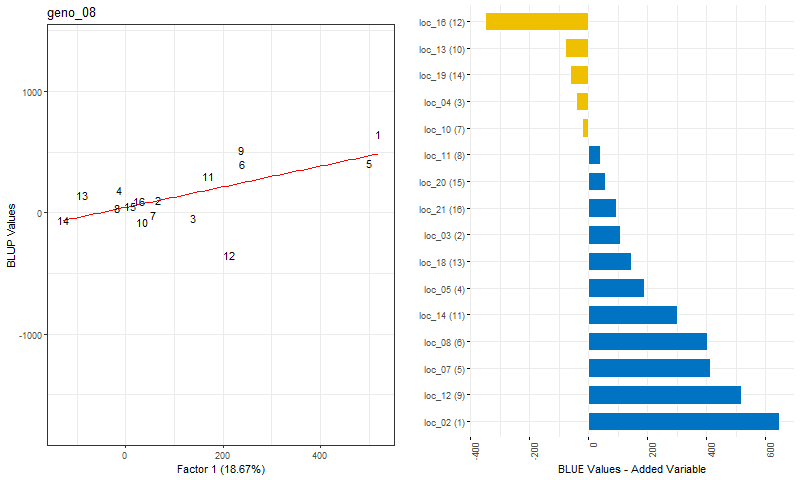 geno_08
BLUP Values
1000
0
-1000
1
9
6
5
11
4
13
16
2
8
15
7
3
10
14
12
0
200
400
Factor 1 (18.67%)
loc_16 (12)
loc_13 (10)
loc_19 (14)
loc_04 (3)
loc_10 (7)
loc_11 (8)
loc_20 (15)
loc_21 (16)
loc_03 (2)
loc_18 (13)
loc_05 (4)
loc_14 (11)
loc_08 (6)
loc_07 (5)
loc_12 (9)
loc_02 (1)
-400
-200
0
200
400
600
BLUE Values - Added Variable